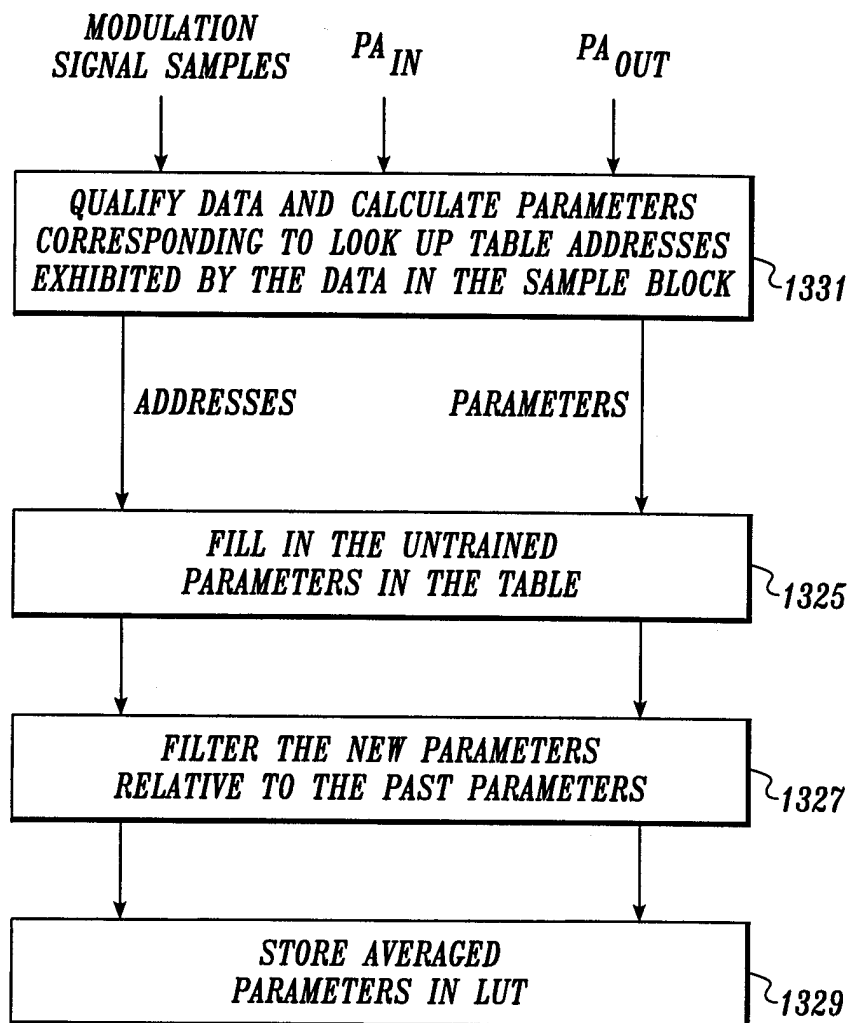 MODULATION
SIGNAL SAMPLES
PA IN
PA OUT
QUALIFY DATA AND CALCULATE PARAMETERS
CORRESPONDING TO LOOK UP TABLE ADDRESSES
EXHIBITED BY THE DATA IN THE SAMPLE BLOCK
1331
ADDRESSES
PARAMETERS
FILL IN THE UNTRAINED
PARAMETERS IN THE TABLE
1325
FILTER THE NEW PARAMETERS
RELATIVE TO THE PAST PARAMETERS
1327
STORE AVERAGED
PARAMETERS IN LUT
1329